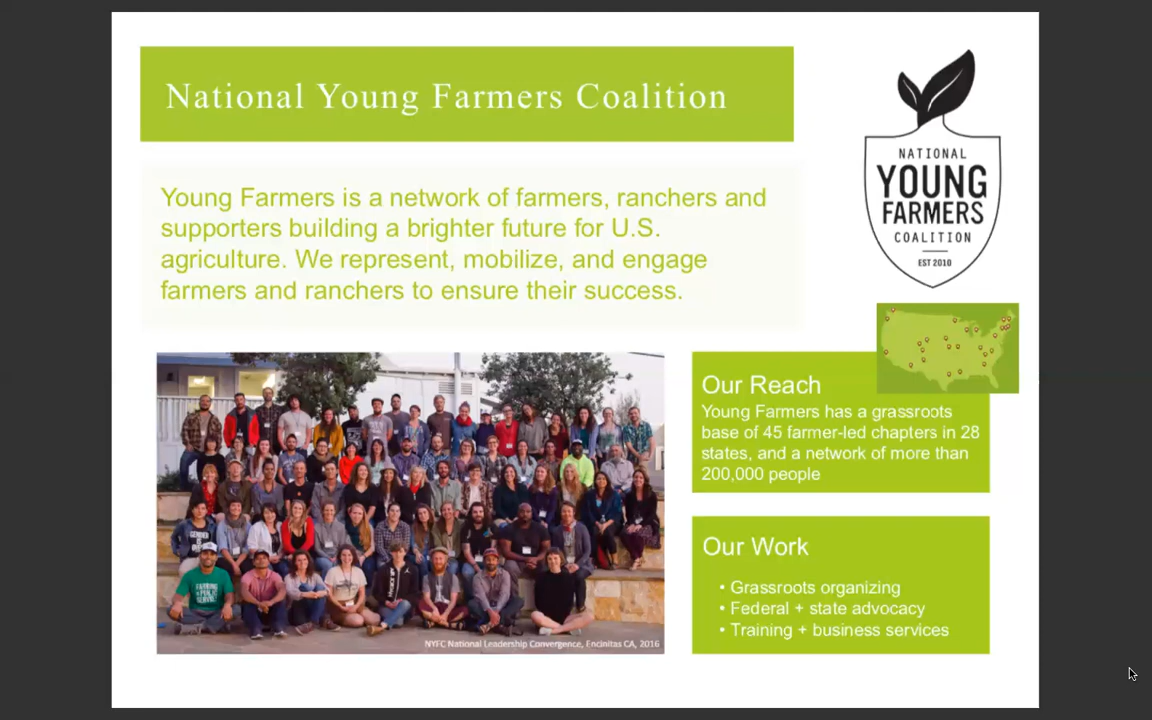 National Young Farmers Coalition
NATIONAL
YOUNG
FARMERS
COALITION
EST 2010
Young Farmers is a network of farmers, ranchers and
supporters building a brighter future for U.S.
agriculture. We represent, mobilize, and engage
farmers and ranchers to ensure their success.
NYFC National Leadership Convergence, Encinitas CA, 2016
Our Reach
Young Farmers has a grassroots
base of 45 farmer-led chapters in 28
states, and a network of more than
200,000 people
Our Work
• Grassroots organizing
• Federal + state advocacy
• Training + business services